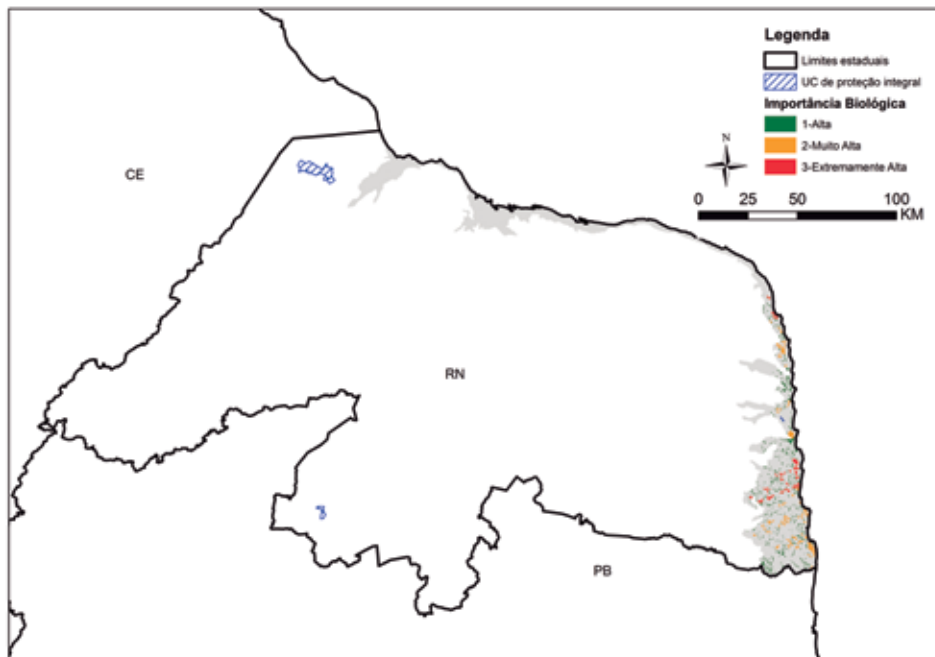 Legenda
Limites estaduais
UC de proteção integral
Importância Biológica
1-Alta
2-Muito Alta
3-Extremamente Alta
N
0 25 50 100
KM
CE
RN
PB